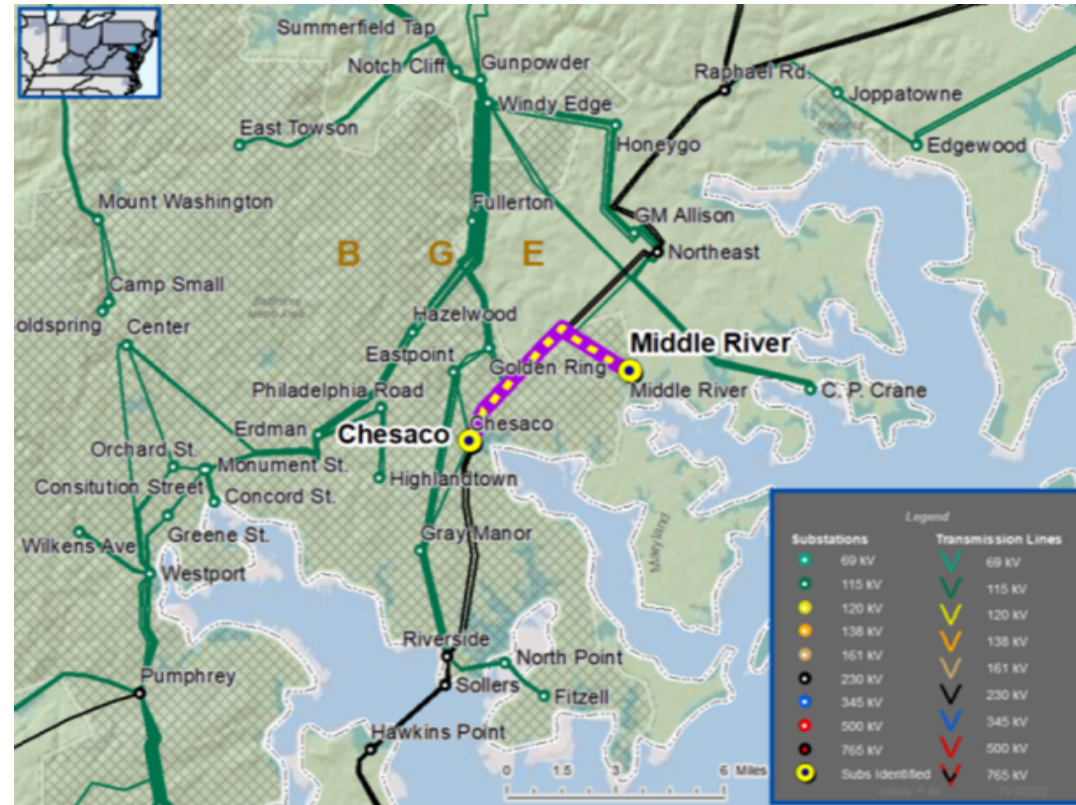 Summerfield Tap
Notch Cliff
Gunpowder
Raphael Rd.
Windy Edge
Joppatowne
East Towson
Honeygo
Edgewood
Mount Washington
Fullerton
GM Allison
B G E
Northeast
Camp Small
oldspring
Center
Hazelwood
Middle River
Eastpoint
Golden Ring
Middle River
C. P. Crane
Philadelphia Road
Erdman
Chesaco
Chesaco
Orchard St.
Monument St.
Highlandtown
Consitution Street
Concord St.
Greene St.
Gray Manor
Wilkens Ave
Westport
Maryland
Riverside
North Point
Pumphrey
Sollers
Fitzell
Hawkins Point
0 1.5 3 6 Miles
Legend
Substations
Transmission Lines
69 kV
69 kV
115 kV
115 kV
120 kV
120 kV
138 kV
138 kV
161 kV
161 kV
230 kV
230 kV
345 kV
345 kV
500 kV
500 kV
765 kV
765 kV
Subs Identified